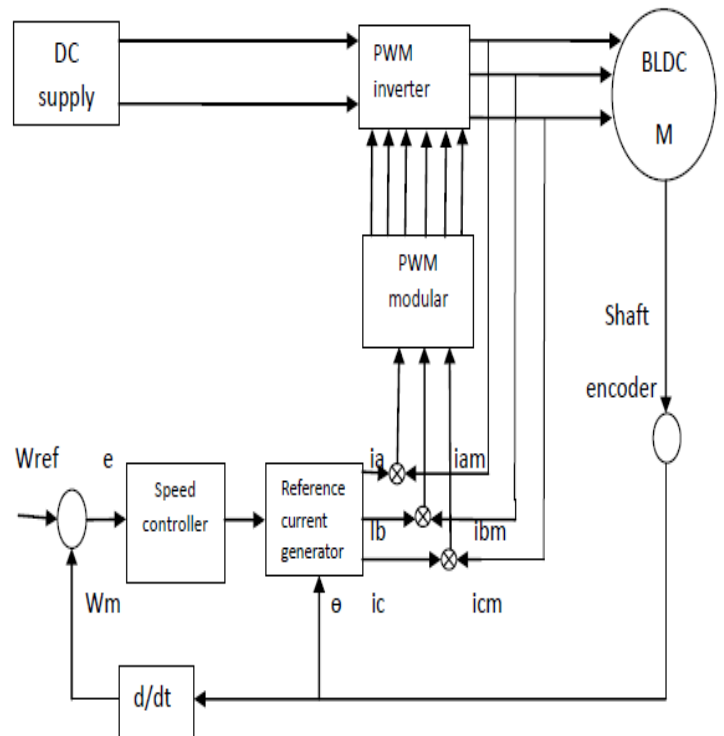 DC
supply
PWM
inverter
BLDC
M
PWM
modular
Shaft
encoder
Wref e
Speed
controller
Reference
current
generator
ia iam
Ib ibm
Wm ɵ ic icm
d/dt